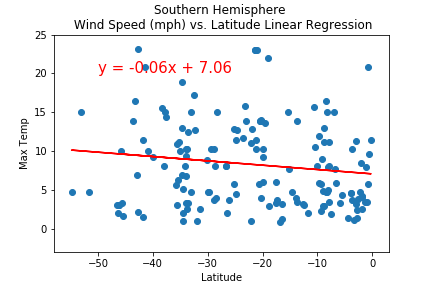 Southern Hemisphere
Wind Speed (mph) vs. Latitude Linear Regression
25
20
15
10
5
0
Max Temp
y = -0.06x + 7.06
−50
−40
−30
−20
−10
0
Latitude